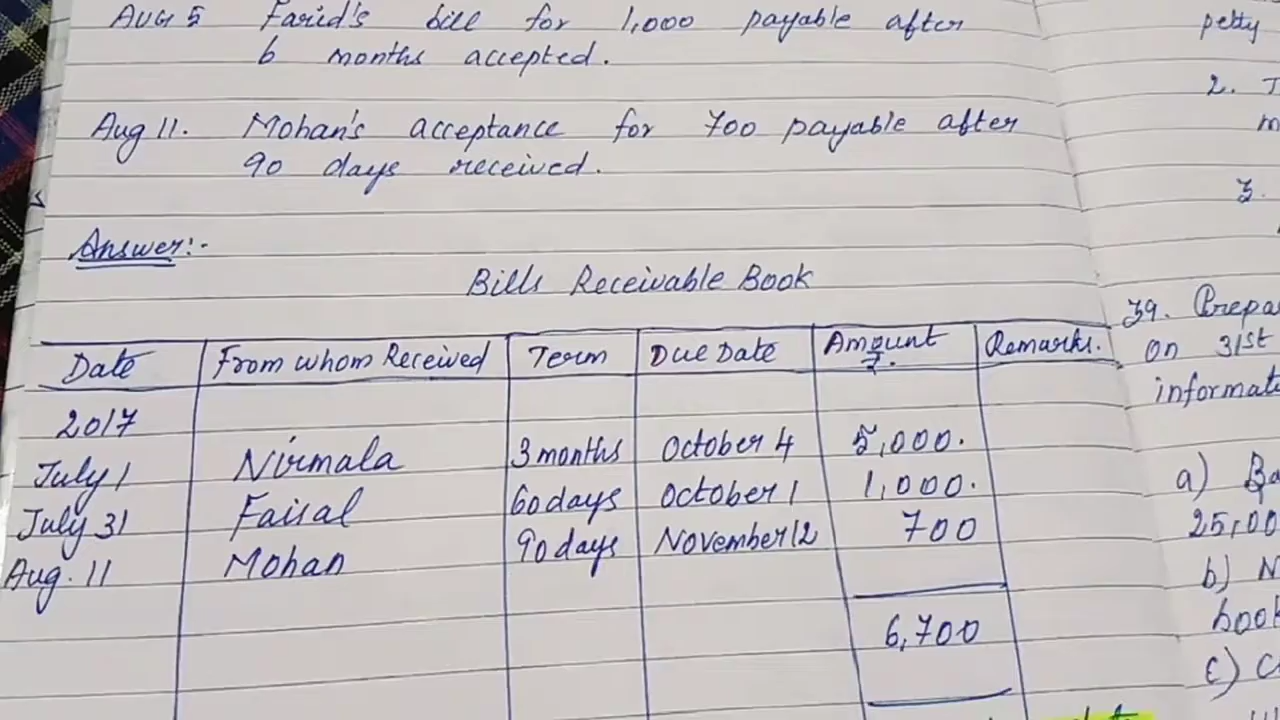 Aug 5 Farid's bill for 1,000 payable after
6 months accepted.
Aug 11. Mohan's acceptance for 700 payable after
90 days received.
Answer:-
Bills Receivable Book
Date From whom Received Term Due Date Amount ₹. Remarks.
2017
July 1 Nirmala 3 months October 4 5,000.
July 31 Faisal 60 days October 1 1,000.
Aug. 11 Mohan 90 days November 12 700
6,700
petty
2.
3.
39. Prepa
on 31st
informat
a) Ba
25,00
b) N
book
c) C